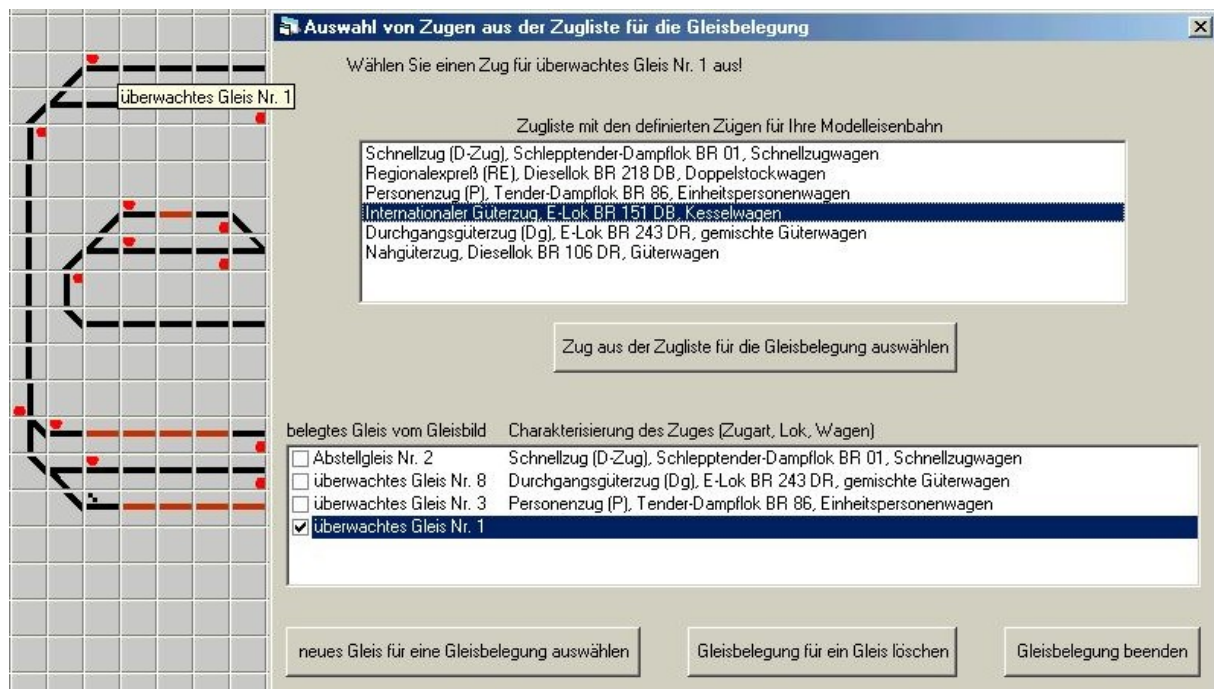 Auswahl von Zugen aus der Zugliste für die Gleisbelegung
Wählen Sie einen Zug für überwachtes Gleis Nr. 1 aus!
überwachtes Gleis Nr. 1
Zugliste mit den definierten Zügen für Ihre Modelleisenbahn
Schnellzug (D-Zug), Schlepptender-Dampflok BR 01, Schnellzugwagen
Regionalexpreß (RE), Diesellok BR 218 DB, Doppelstockwagen
Personenzug (P), Tender-Dampflok BR 86, Einheitspersonenwagen
Internationaler Güterzug, E-Lok BR 151 DB, Kesselwagen
Durchgangsgüterzug (Dg), E-Lok BR 243 DR, gemischte Güterwagen
Nahgüterzug, Diesellok BR 106 DR, Güterwagen
Zug aus der Zugliste für die Gleisbelegung auswählen
belegtes Gleis vom Gleisbild Charakterisierung des Zuges (Zugart, Lok, Wagen)
Abstellgleis Nr. 2 Schnellzug (D-Zug), Schlepptender-Dampflok BR 01, Schnellzugwagen
überwachtes Gleis Nr. 8 Durchgangsgüterzug (Dg), E-Lok BR 243 DR, gemischte Güterwagen
überwachtes Gleis Nr. 3 Personenzug (P), Tender-Dampflok BR 86, Einheitspersonenwagen
überwachtes Gleis Nr. 1
neues Gleis für eine Gleisbelegung auswählen Gleisbelegung für ein Gleis löschen Gleisbelegung beenden